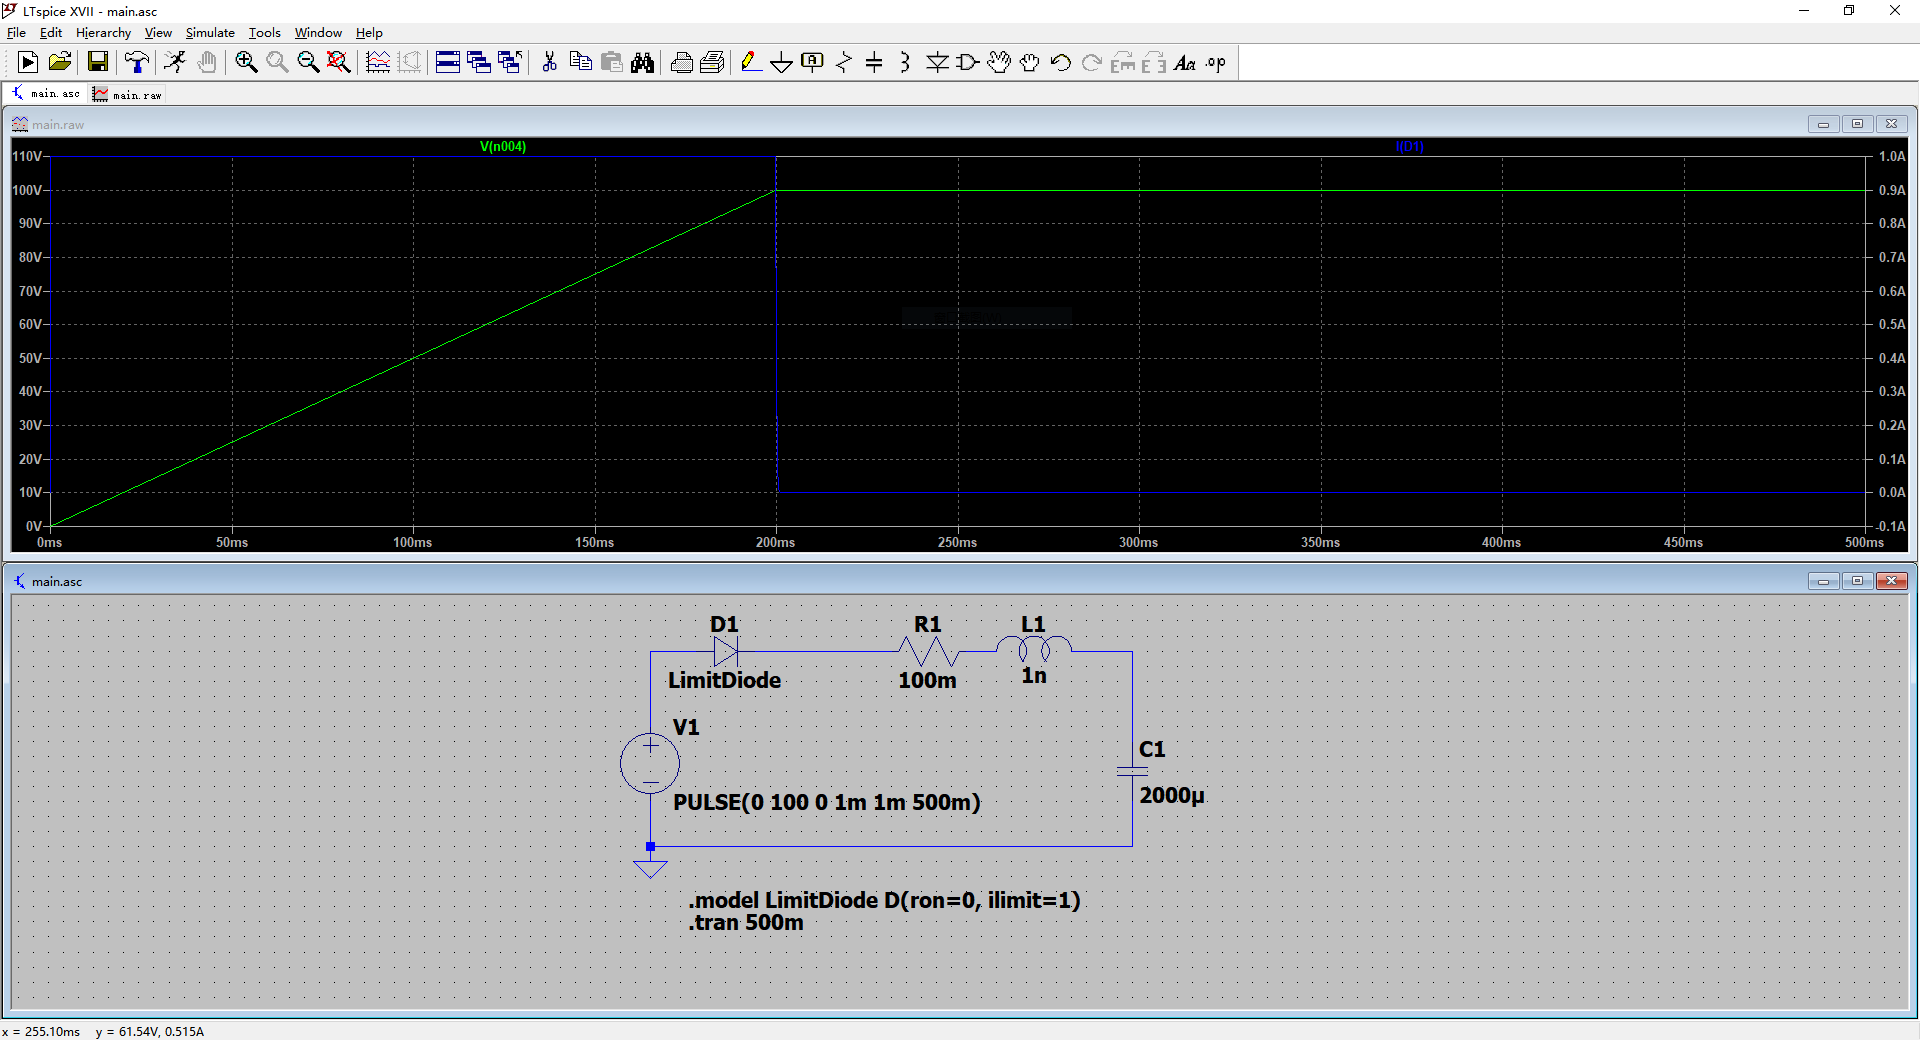 LTspice XVII - main.asc
File Edit Hierarchy View Simulate Tools Window Help
A Aa .op
main.asc main.raw
main.raw
V(n004) I(D1)
110V 1.0A
100V 0.9A
90V 0.8A
80V 0.7A
70V 0.6A
60V 0.5A
50V 0.4A
40V 0.3A
30V 0.2A
20V 0.1A
10V 0.0A
0V -0.1A
0ms 50ms 100ms 150ms 200ms 250ms 300ms 350ms 400ms 450ms 500ms
main.asc
D1 R1 L1
LimitDiode 100m 1n
V1
C1
PULSE(0 100 0 1m 1m 500m) 2000µ
.model LimitDiode D(ron=0, ilimit=1)
.tran 500m
x = 255.10ms y = 61.54V, 0.515A